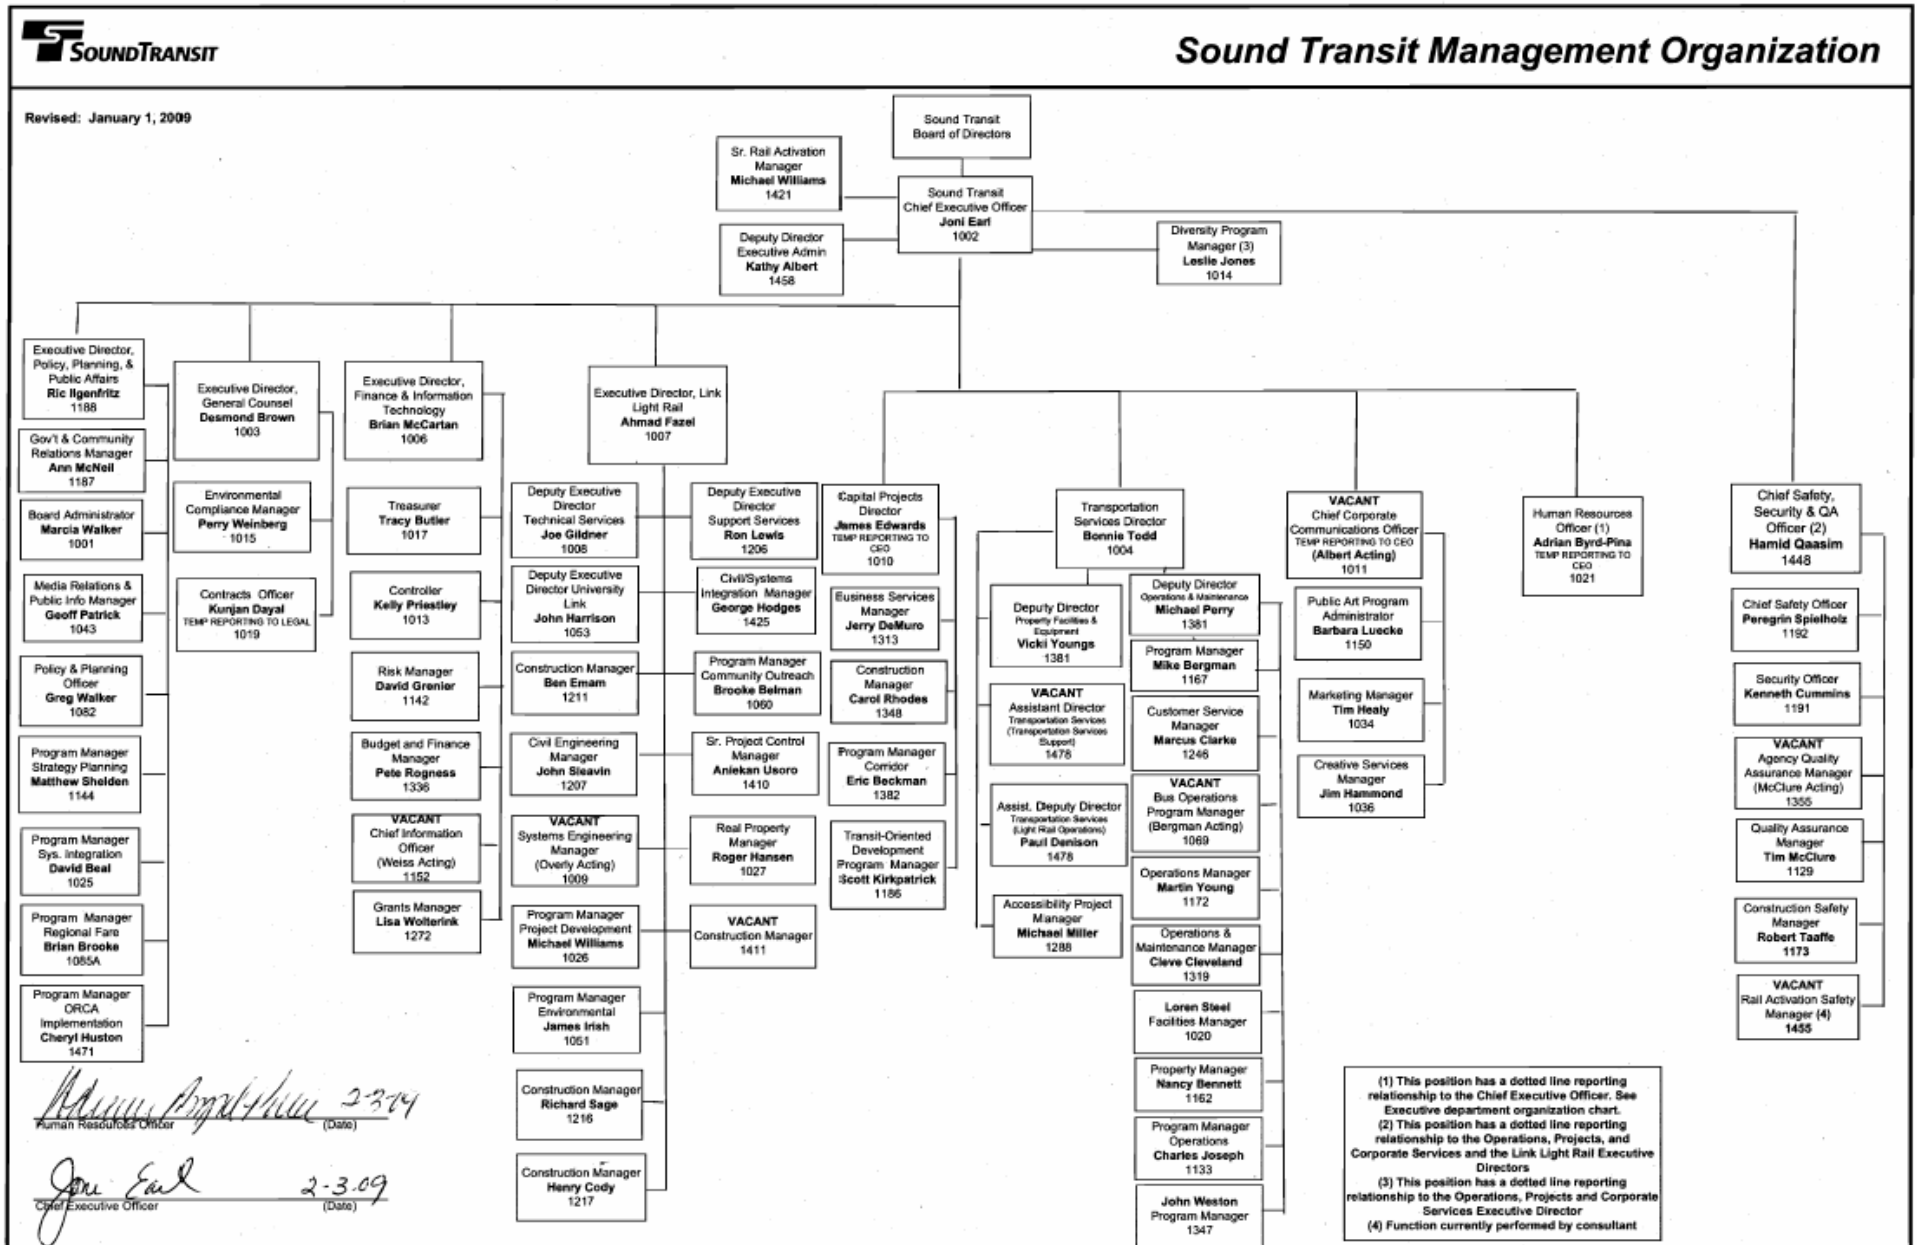 SOUNDTRANSIT
Sound Transit Management Organization
Revised: January 1, 2009
Sound Transit
Board of Directors
Sr. Rail Activation
Manager
Michael Williams
1421
Sound Transit
Chief Executive Officer
Joni Earl
1002
Deputy Director
Executive Admin
Kathy Albert
1458
Diversity Program
Manager (3)
Leslie Jones
1014
Executive Director,
Policy, Planning, &
Public Affairs
Ric Ilgenfritz
1188
Gov't & Community
Relations Manager
Ann McNeil
1187
Board Administrator
Marcia Walker
1001
Media Relations &
Public Info Manager
Geoff Patrick
1043
Policy & Planning
Officer
Greg Walker
1082
Program Manager
Strategy Planning
Matthew Shelden
1144
Program Manager
Sys. Integration
David Beal
1025
Program Manager
Regional Fare
Brian Brooke
1085A
Program Manager
ORCA
Implementation
Cheryl Huston
1471
Executive Director,
General Counsel
Desmond Brown
1003
Environmental
Compliance Manager
Perry Weinberg
1015
Contracts Officer
Kunjan Dayal
TEMP REPORTING TO LEGAL
1019
Executive Director,
Finance & Information
Technology
Brian McCartan
1006
Treasurer
Tracy Butler
1017
Controller
Kelly Priestley
1013
Risk Manager
David Grenier
1142
Budget and Finance
Manager
Pete Rogness
1336
VACANT
Chief Information
Officer
(Weiss Acting)
1152
Grants Manager
Lisa Wolterink
1272
Executive Director, Link
Light Rail
Ahmad Fazel
1007
Deputy Executive
Director
Technical Services
Joe Gildner
1008
Deputy Executive
Director University
Link
John Harrison
1053
Construction Manager
Ben Emam
1211
Civil Engineering
Manager
John Sleavin
1207
VACANT
Systems Engineering
Manager
(Overly Acting)
1009
Program Manager
Project Development
Michael Williams
1026
Program Manager
Environmental
James Irish
1051
Construction Manager
Richard Sage
1216
Construction Manager
Henry Cody
1217
Deputy Executive
Director
Support Services
Ron Lewis
1206
Civil/Systems
Integration Manager
George Hodges
1425
Program Manager
Community Outreach
Brooke Belman
1060
Sr. Project Control
Manager
Aniekan Usoro
1410
Real Property
Manager
Roger Hansen
1027
VACANT
Construction Manager
1411
Capital Projects
Director
James Edwards
TEMP REPORTING TO
CEO
1010
Business Services
Manager
Jerry DeMuro
1313
Construction
Manager
Carol Rhodes
1348
Program Manager
Corridor
Eric Beckman
1382
Transit-Oriented
Development
Program Manager
Scott Kirkpatrick
1186
Transportation
Services Director
Bonnie Todd
1004
Deputy Director
Property Facilities &
Equipment
Vicki Youngs
1381
VACANT
Assistant Director
Transportation Services
(Transportation Services
Support)
1478
Assist. Deputy Director
Transportation Services
(Light Rail Operations)
Paul Denison
1478
Accessibility Project
Manager
Michael Miller
1288
Deputy Director
Operations & Maintenance
Michael Perry
1381
Program Manager
Mike Bergman
1167
Customer Service
Manager
Marcus Clarke
1246
VACANT
Bus Operations
Program Manager
(Bergman Acting)
1069
Operations Manager
Martin Young
1172
Operations &
Maintenance Manager
Cleve Cleveland
1319
Loren Steel
Facilities Manager
1020
Property Manager
Nancy Bennett
1162
Program Manager
Operations
Charles Joseph
1133
John Weston
Program Manager
1347
VACANT
Chief Corporate
Communications Officer
TEMP REPORTING TO CEO
(Albert Acting)
1011
Public Art Program
Administrator
Barbara Luecke
1150
Marketing Manager
Tim Healy
1034
Creative Services
Manager
Jim Hammond
1036
Human Resources
Officer (1)
Adrian Byrd-Pina
TEMP REPORTING TO
CEO
1021
Chief Safety,
Security & QA
Officer (2)
Hamid Qaasim
1448
Chief Safety Officer
Peregrin Spielholz
1192
Security Officer
Kenneth Cummins
1191
VACANT
Agency Quality
Assurance Manager
(McClure Acting)
1355
Quality Assurance
Manager
Tim McClure
1129
Construction Safety
Manager
Robert Taaffe
1173
VACANT
Rail Activation Safety
Manager (4)
1455
Human Resources Officer
(Date)
Joni Earl 2-3-09
Chief Executive Officer
(Date)
(1) This position has a dotted line reporting
relationship to the Chief Executive Officer. See
Executive department organization chart.
(2) This position has a dotted line reporting
relationship to the Operations, Projects, and
Corporate Services and the Link Light Rail Executive
Directors
(3) This position has a dotted line reporting
relationship to the Operations, Projects and Corporate
Services Executive Director
(4) Function currently performed by consultant